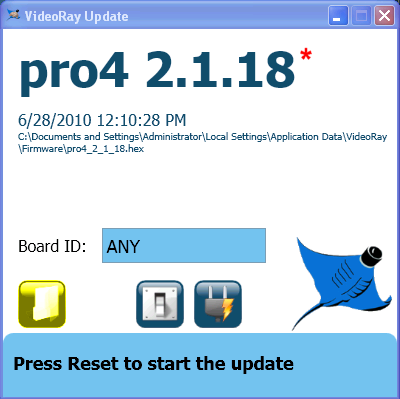 VideoRay Update
pro4 2.1.18*
6/28/2010 12:10:28 PM
C:\Documents and Settings\Administrator\Local Settings\Application Data\VideoRay
\Firmware\pro4_2_1_18.hex
Board ID: ANY
Press Reset to start the update